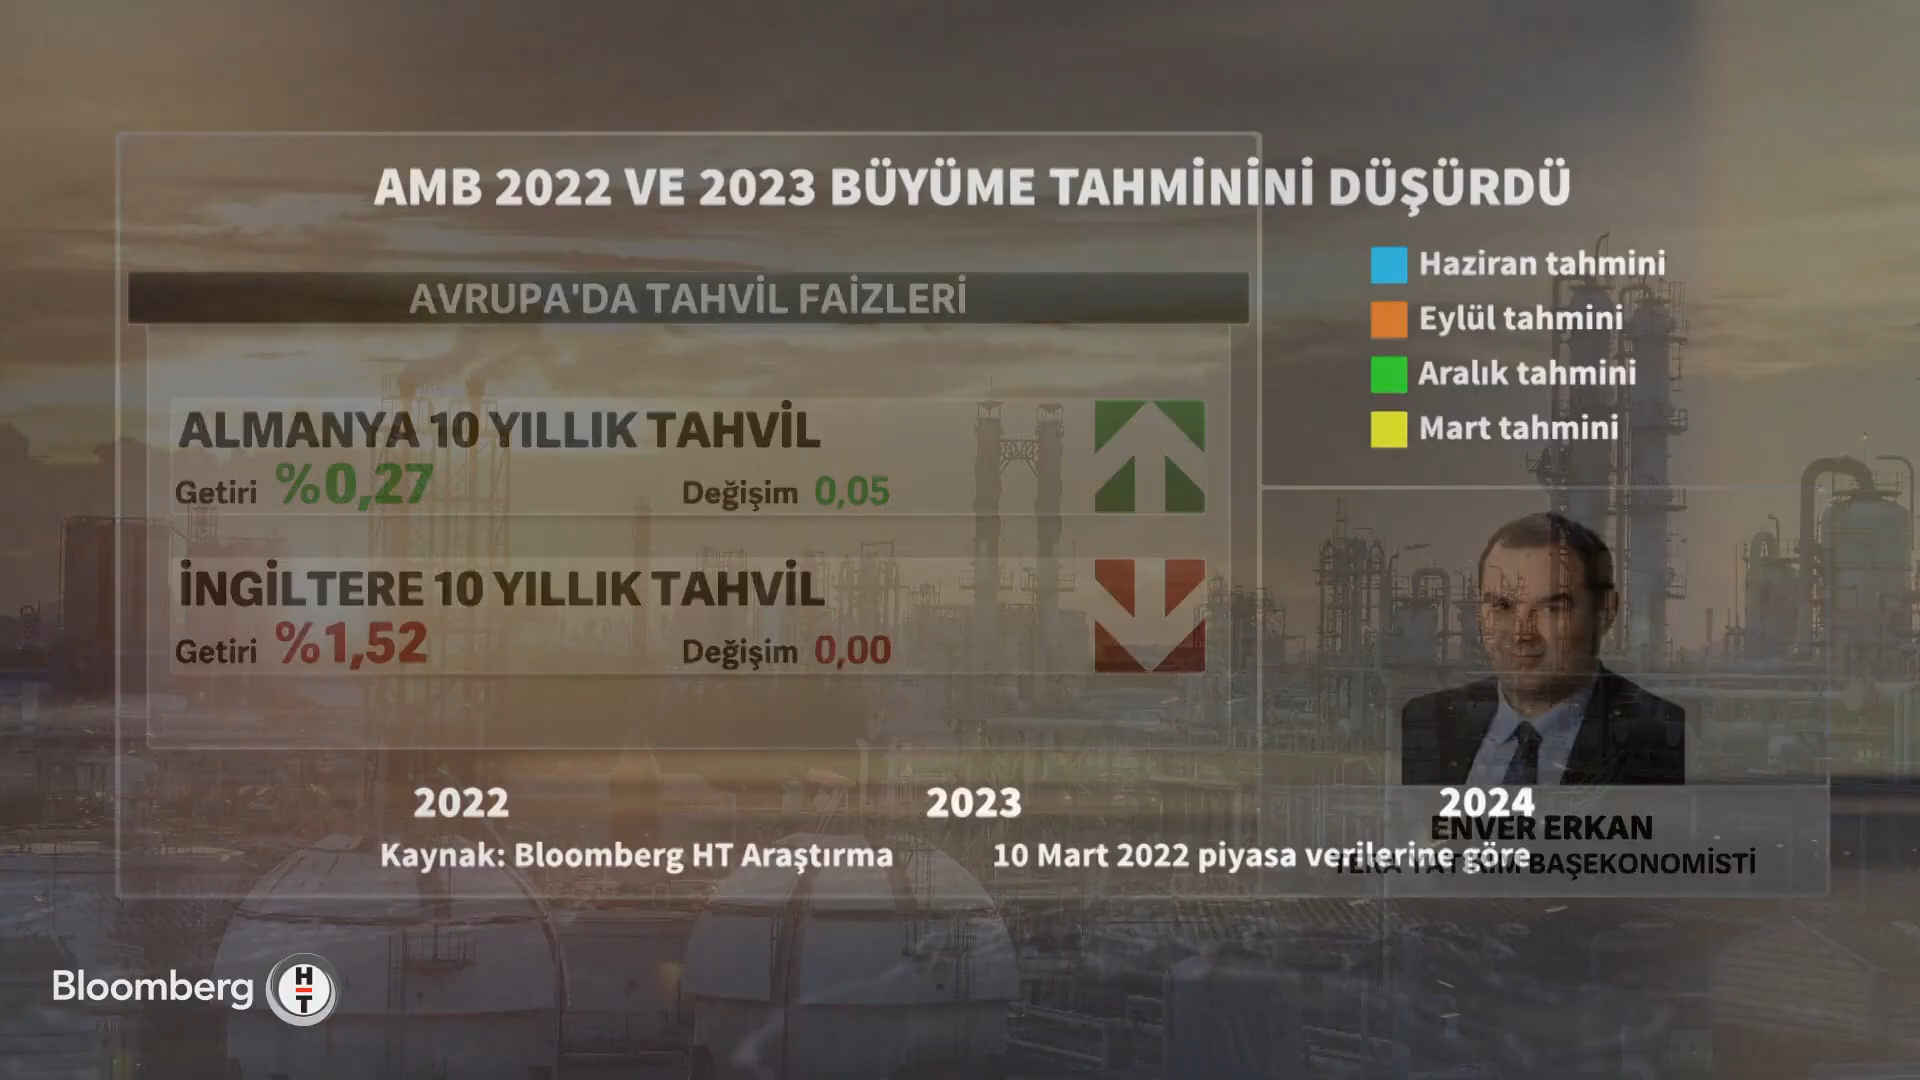 AMB 2022 VE 2023 BÜYÜME TAHMİNİNİ DÜŞÜRDÜ
Haziran tahmini
Eylül tahmini
Aralık tahmini
Mart tahmini
AVRUPA'DA TAHVİL FAİZLERİ
ALMANYA 10 YILLIK TAHVİL
Getiri %0,27 Değişim 0,05
İNGİLTERE 10 YILLIK TAHVİL
Getiri %1,52 Değişim 0,00
2022 2023 2024
ENVER ERKAN
TERA YATIRIM BAŞEKONOMİSTİ
Kaynak: Bloomberg HT Araştırma 10 Mart 2022 piyasa verilerine göre
Bloomberg HT